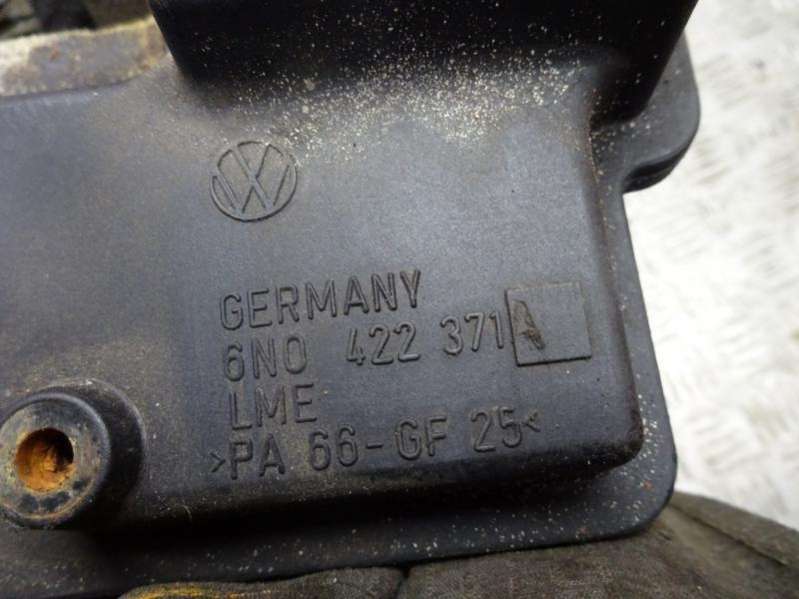 GERMANY
6N0 422 371 A
LME
>PA 66-GF 25<